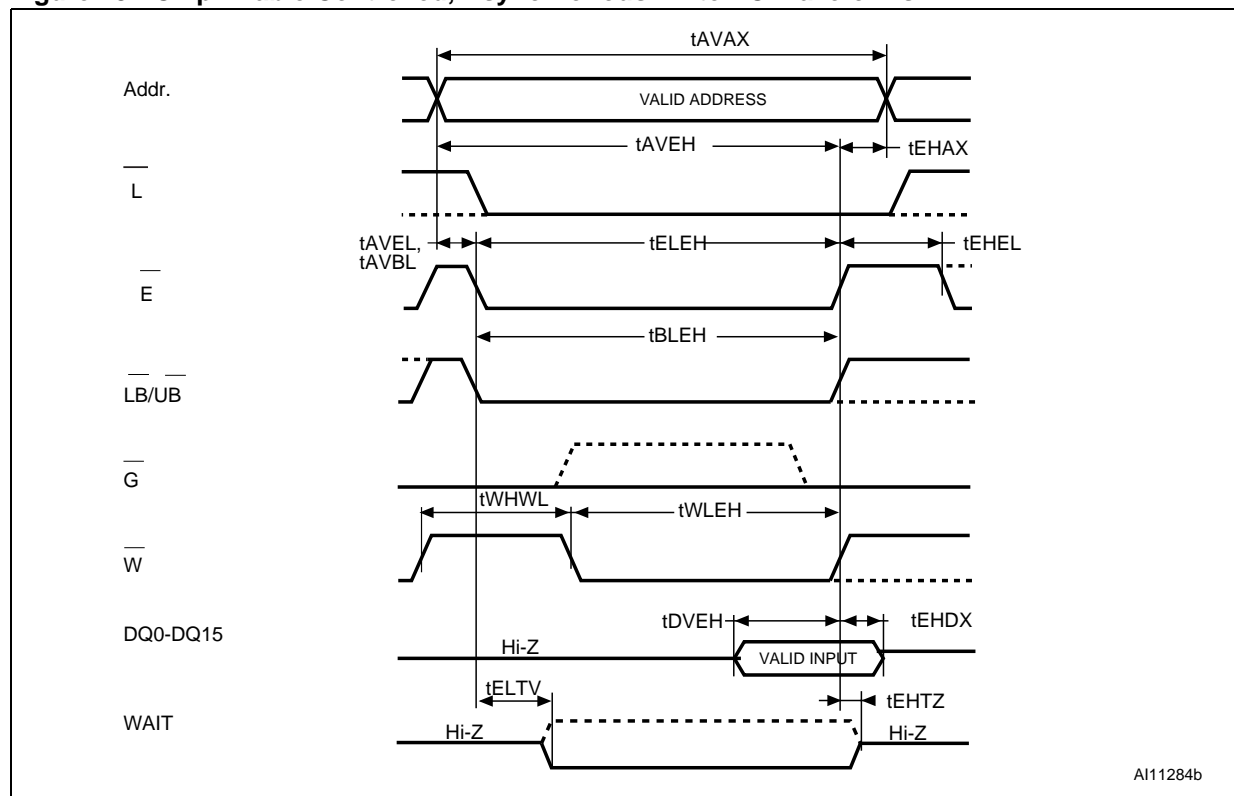 tAVAX
Addr.
VALID ADDRESS
tAVEH
tEHAX
L
tAVEL,
tAVBL
tELEH
tEHEL
E
tBLEH
LB/UB
G
tWHWL
tWLEH
W
tDVEH
tEHDX
DQ0-DQ15
Hi-Z
VALID INPUT
tELTV
tEHTZ
WAIT
Hi-Z
Hi-Z
AI11284b